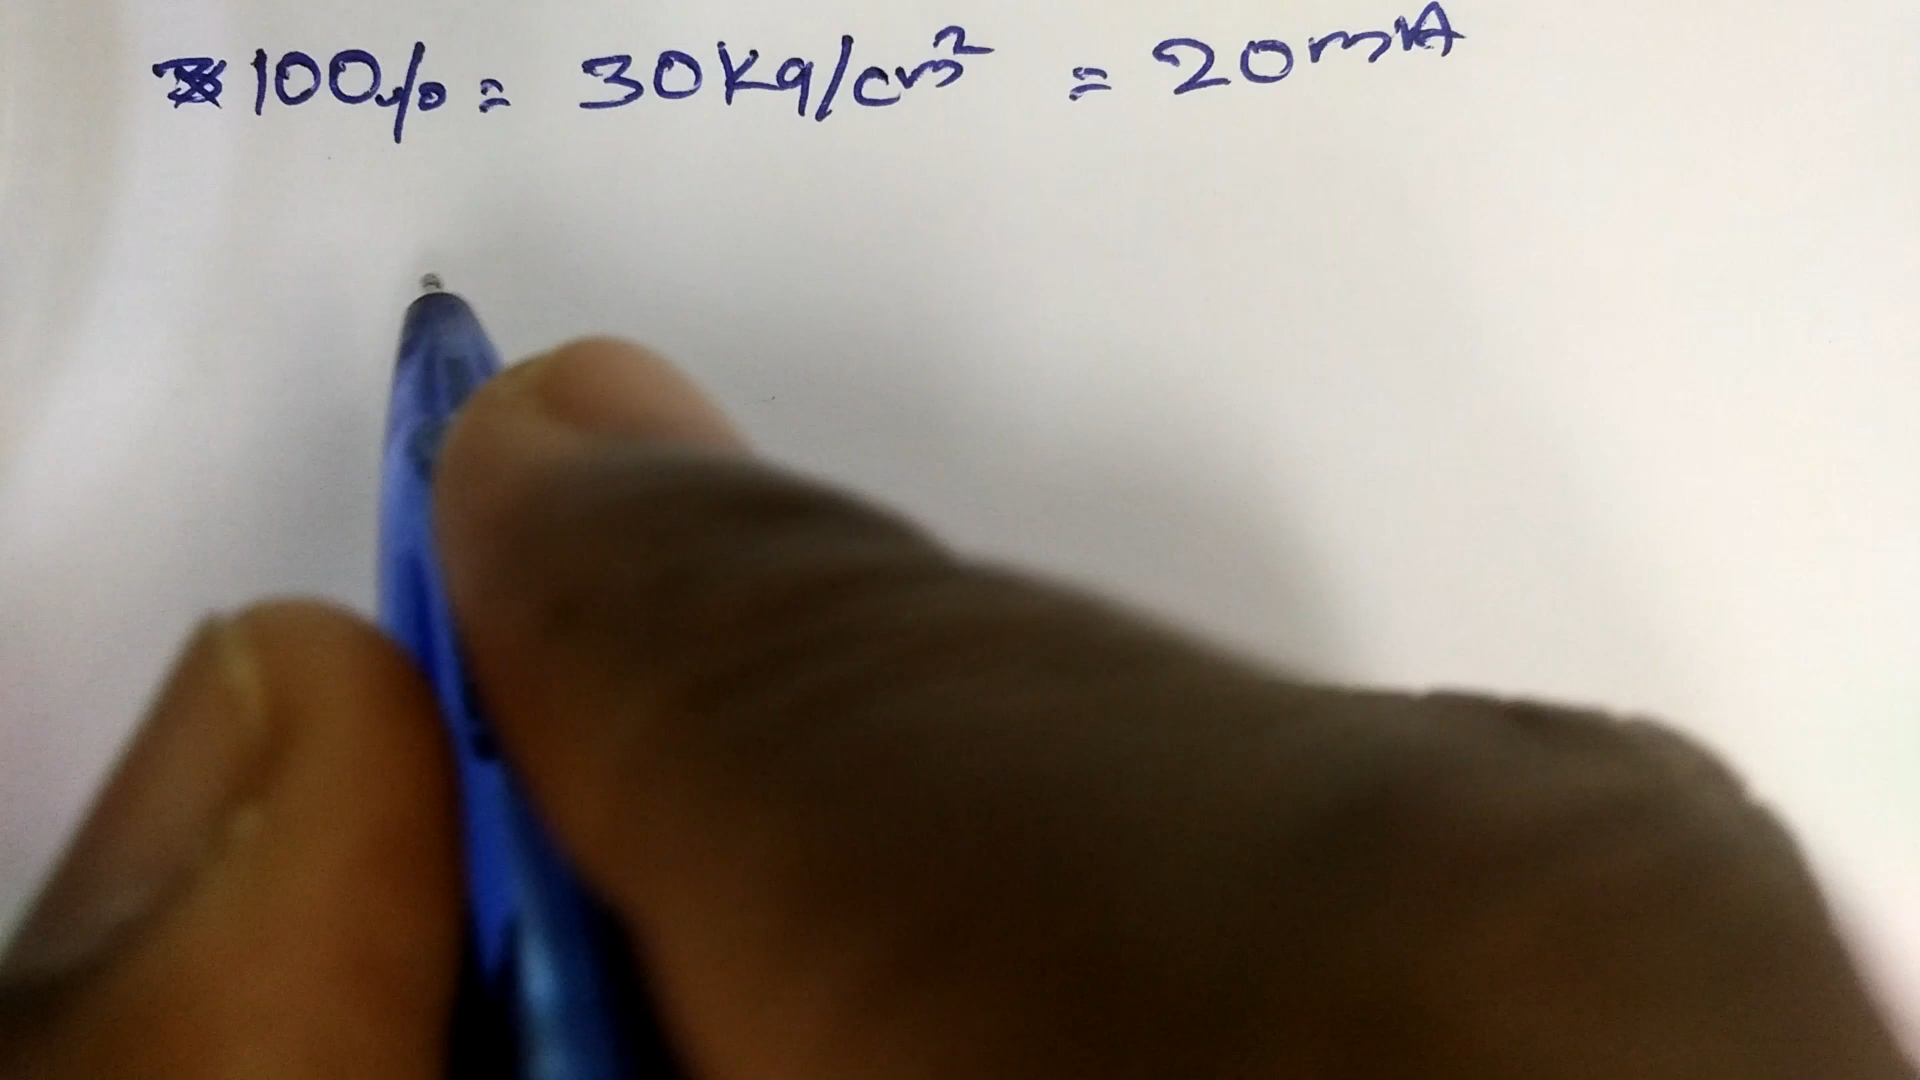 100% = 30Kg/cm² = 20mA